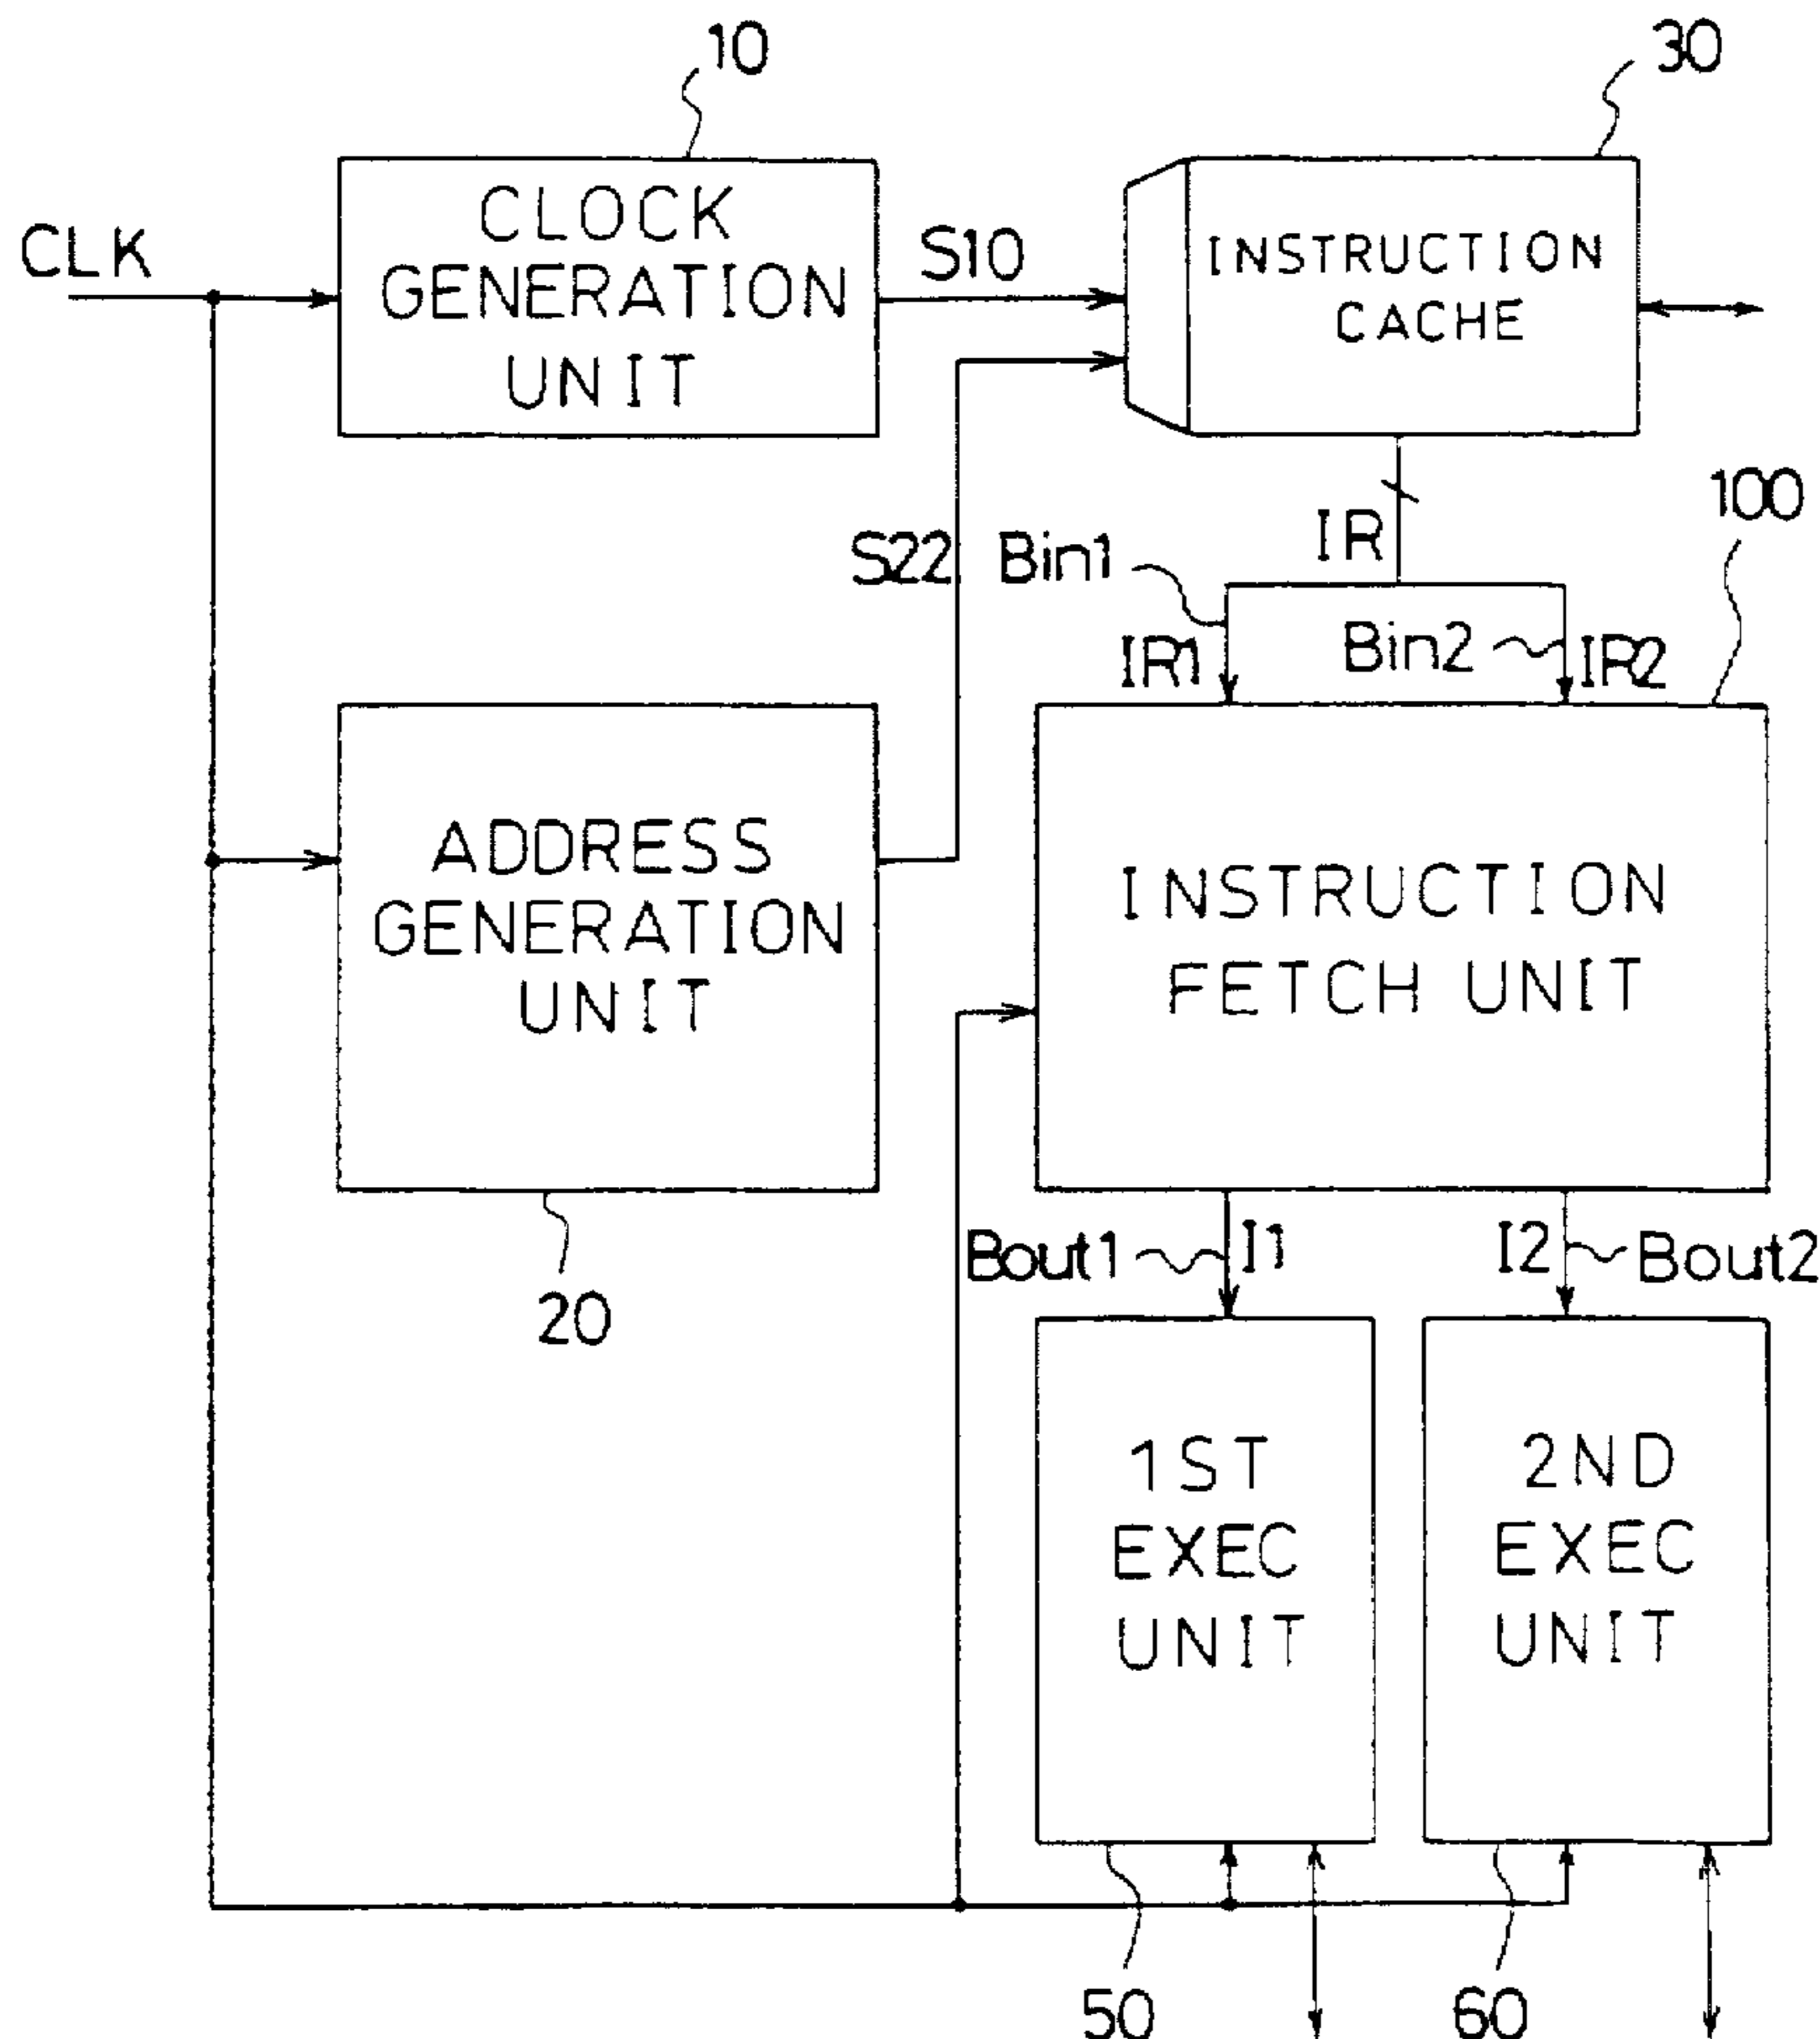 10
30
CLK
CLOCK
GENERATION
UNIT
S10
INSTRUCTION
CACHE
100
S22
Bin1
IR
IR1
Bin2
IR2
ADDRESS
GENERATION
UNIT
INSTRUCTION
FETCH UNIT
20
Bout1
I1
I2
Bout2
1ST
EXEC
UNIT
2ND
EXEC
UNIT
50
60